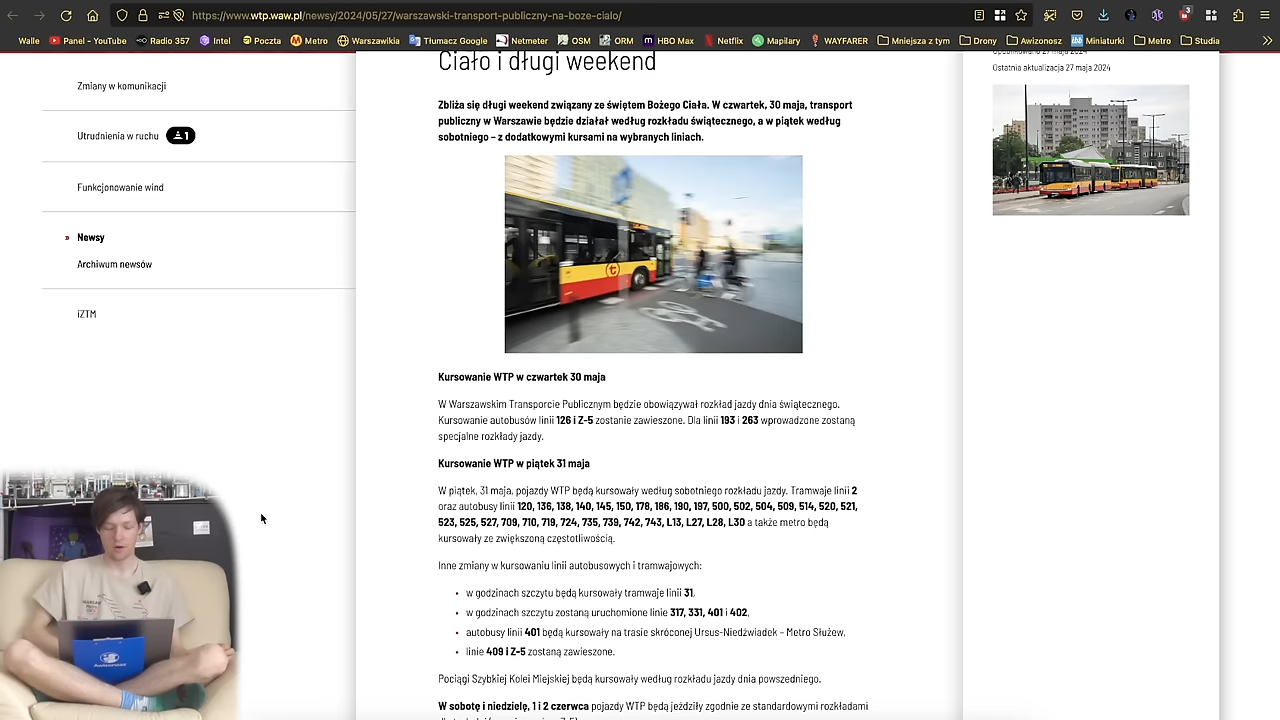 https://www.wtp.waw.pl/newsy/2024/05/27/warszawski-transport-publiczny-na-boze-cialo/
Walle Panel - YouTube Radio 357 Intel Poczta Metro Warszawikia Tłumacz Google Netmeter OSM ORM HBO Max Netflix Mapilary WAYFARER Mniejsza z tym Drony Awizonosz Miniaturki Metro Studia
Zmiany w komunikacji
Utrudnienia w ruchu 1
Funkcjonowanie wind
» Newsy
Archiwum newsów
iZTM
Ciało i długi weekend
Zbliża się długi weekend związany ze świętem Bożego Ciała. W czwartek, 30 maja, transport
publiczny w Warszawie będzie działał według rozkładu świątecznego, a w piątek według
sobotniego – z dodatkowymi kursami na wybranych liniach.
Kursowanie WTP w czwartek 30 maja
W Warszawskim Transporcie Publicznym będzie obowiązywał rozkład jazdy dnia świątecznego.
Kursowanie autobusów linii 126 i Z-5 zostanie zawieszone. Dla linii 193 i 263 wprowadzone zostaną
specjalne rozkłady jazdy.
Kursowanie WTP w piątek 31 maja
W piątek, 31 maja, pojazdy WTP będą kursowały według sobotniego rozkładu jazdy. Tramwaje linii 2
oraz autobusy linii 120, 136, 138, 140, 145, 150, 178, 186, 190, 197, 500, 502, 504, 509, 514, 520, 521,
523, 525, 527, 709, 710, 719, 724, 735, 739, 742, 743, L13, L27, L28, L30 a także metro będą
kursowały ze zwiększoną częstotliwością.
Inne zmiany w kursowaniu linii autobusowych i tramwajowych:
• w godzinach szczytu będą kursowały tramwaje linii 31,
• w godzinach szczytu zostaną uruchomione linie 317, 331, 401 i 402,
• autobusy linii 401 będą kursowały na trasie skróconej Ursus-Niedźwiadek – Metro Służew,
• linie 409 i Z-5 zostaną zawieszone.
Pociągi Szybkiej Kolei Miejskiej będą kursowały według rozkładu jazdy dnia powszedniego.
W sobotę i niedzielę, 1 i 2 czerwca pojazdy WTP będą jeździły zgodnie ze standardowymi rozkładami
Ostatnia aktualizacja 27 maja 2024